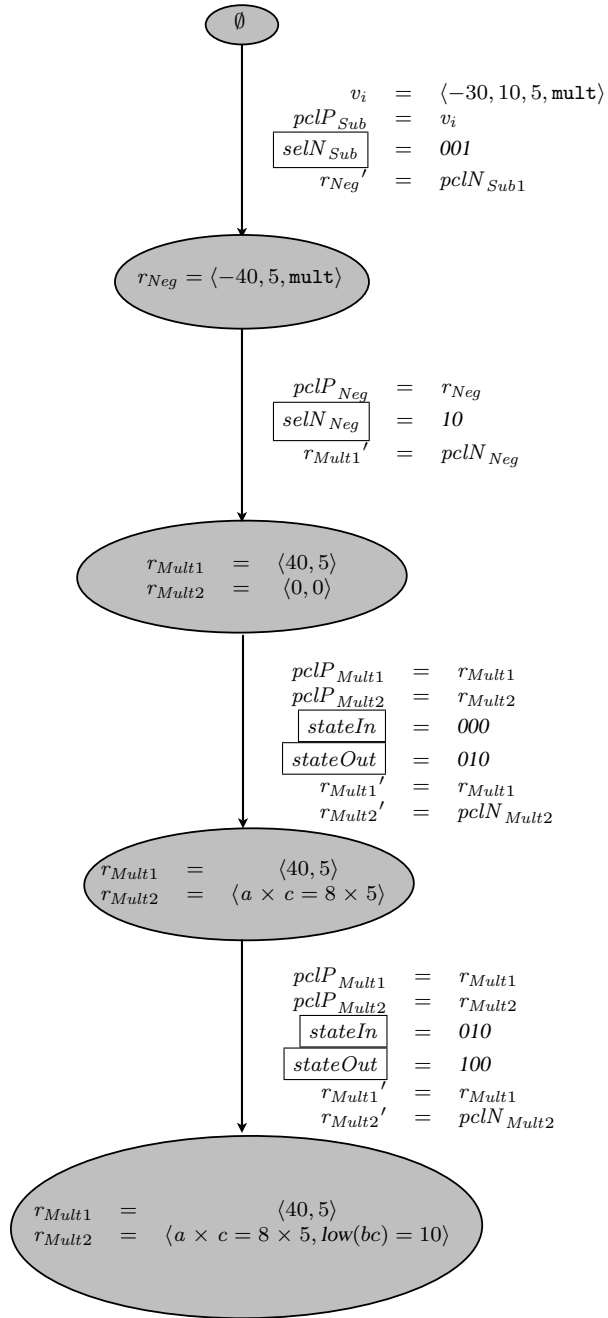 ∅
v_i = ⟨−30, 10, 5, mult⟩
pclP_Sub = v_i
selN_Sub = 001
r_Neg′ = pclN_Sub1
r_Neg = ⟨−40, 5, mult⟩
pclP_Neg = r_Neg
selN_Neg = 10
r_Mult1′ = pclN_Neg
r_Mult1 = ⟨40, 5⟩
r_Mult2 = ⟨0, 0⟩
pclP_Mult1 = r_Mult1
pclP_Mult2 = r_Mult2
stateIn = 000
stateOut = 010
r_Mult1′ = r_Mult1
r_Mult2′ = pclN_Mult2
r_Mult1 = ⟨40, 5⟩
r_Mult2 = ⟨a × c = 8 × 5⟩
pclP_Mult1 = r_Mult1
pclP_Mult2 = r_Mult2
stateIn = 010
stateOut = 100
r_Mult1′ = r_Mult1
r_Mult2′ = pclN_Mult2
r_Mult1 = ⟨40, 5⟩
r_Mult2 = ⟨a × c = 8 × 5, low(bc) = 10⟩